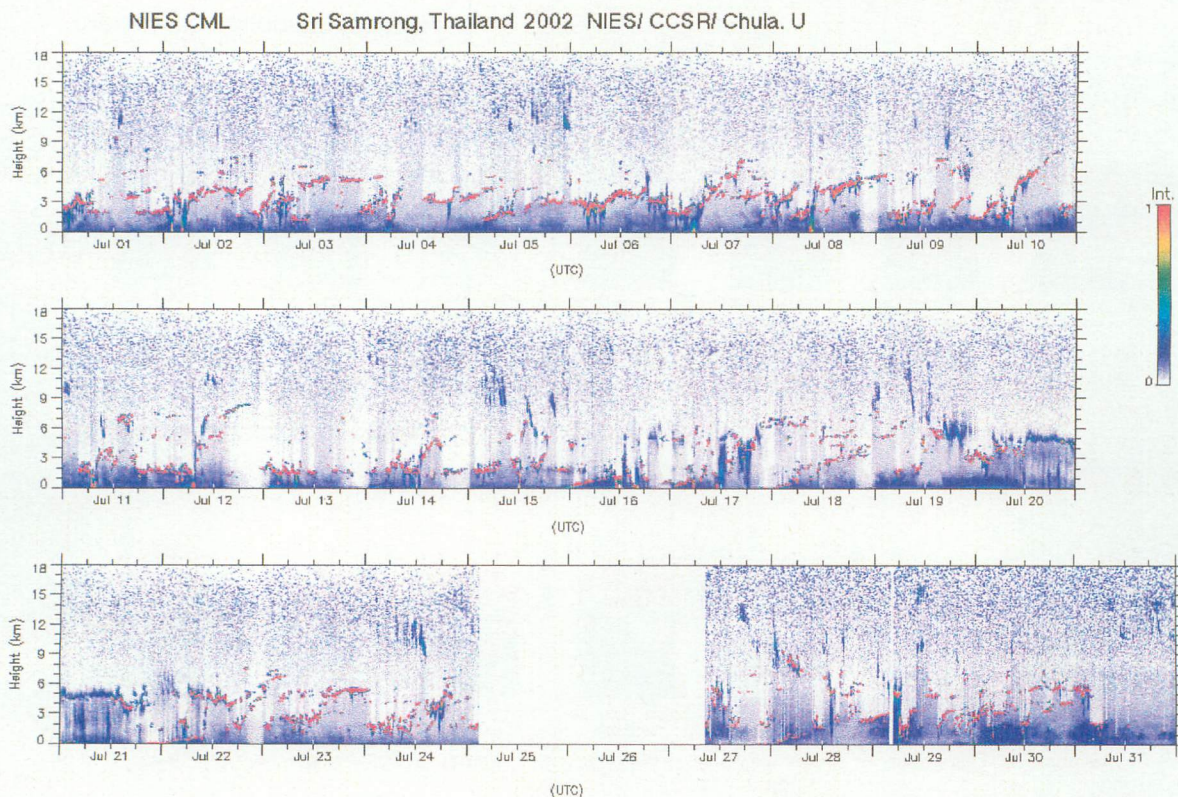 NIES CML Sri Samrong, Thailand 2002 NIES/ CCSR/ Chula. U
18
15
12
9
6
3
0
Height (km)
Jul 01 Jul 02 Jul 03 Jul 04 Jul 05 Jul 06 Jul 07 Jul 08 Jul 09 Jul 10
(UTC)
Int.
1
0
18
15
12
9
6
3
0
Height (km)
Jul 11 Jul 12 Jul 13 Jul 14 Jul 15 Jul 16 Jul 17 Jul 18 Jul 19 Jul 20
(UTC)
18
15
12
9
6
3
0
Height (km)
Jul 21 Jul 22 Jul 23 Jul 24 Jul 25 Jul 26 Jul 27 Jul 28 Jul 29 Jul 30 Jul 31
(UTC)